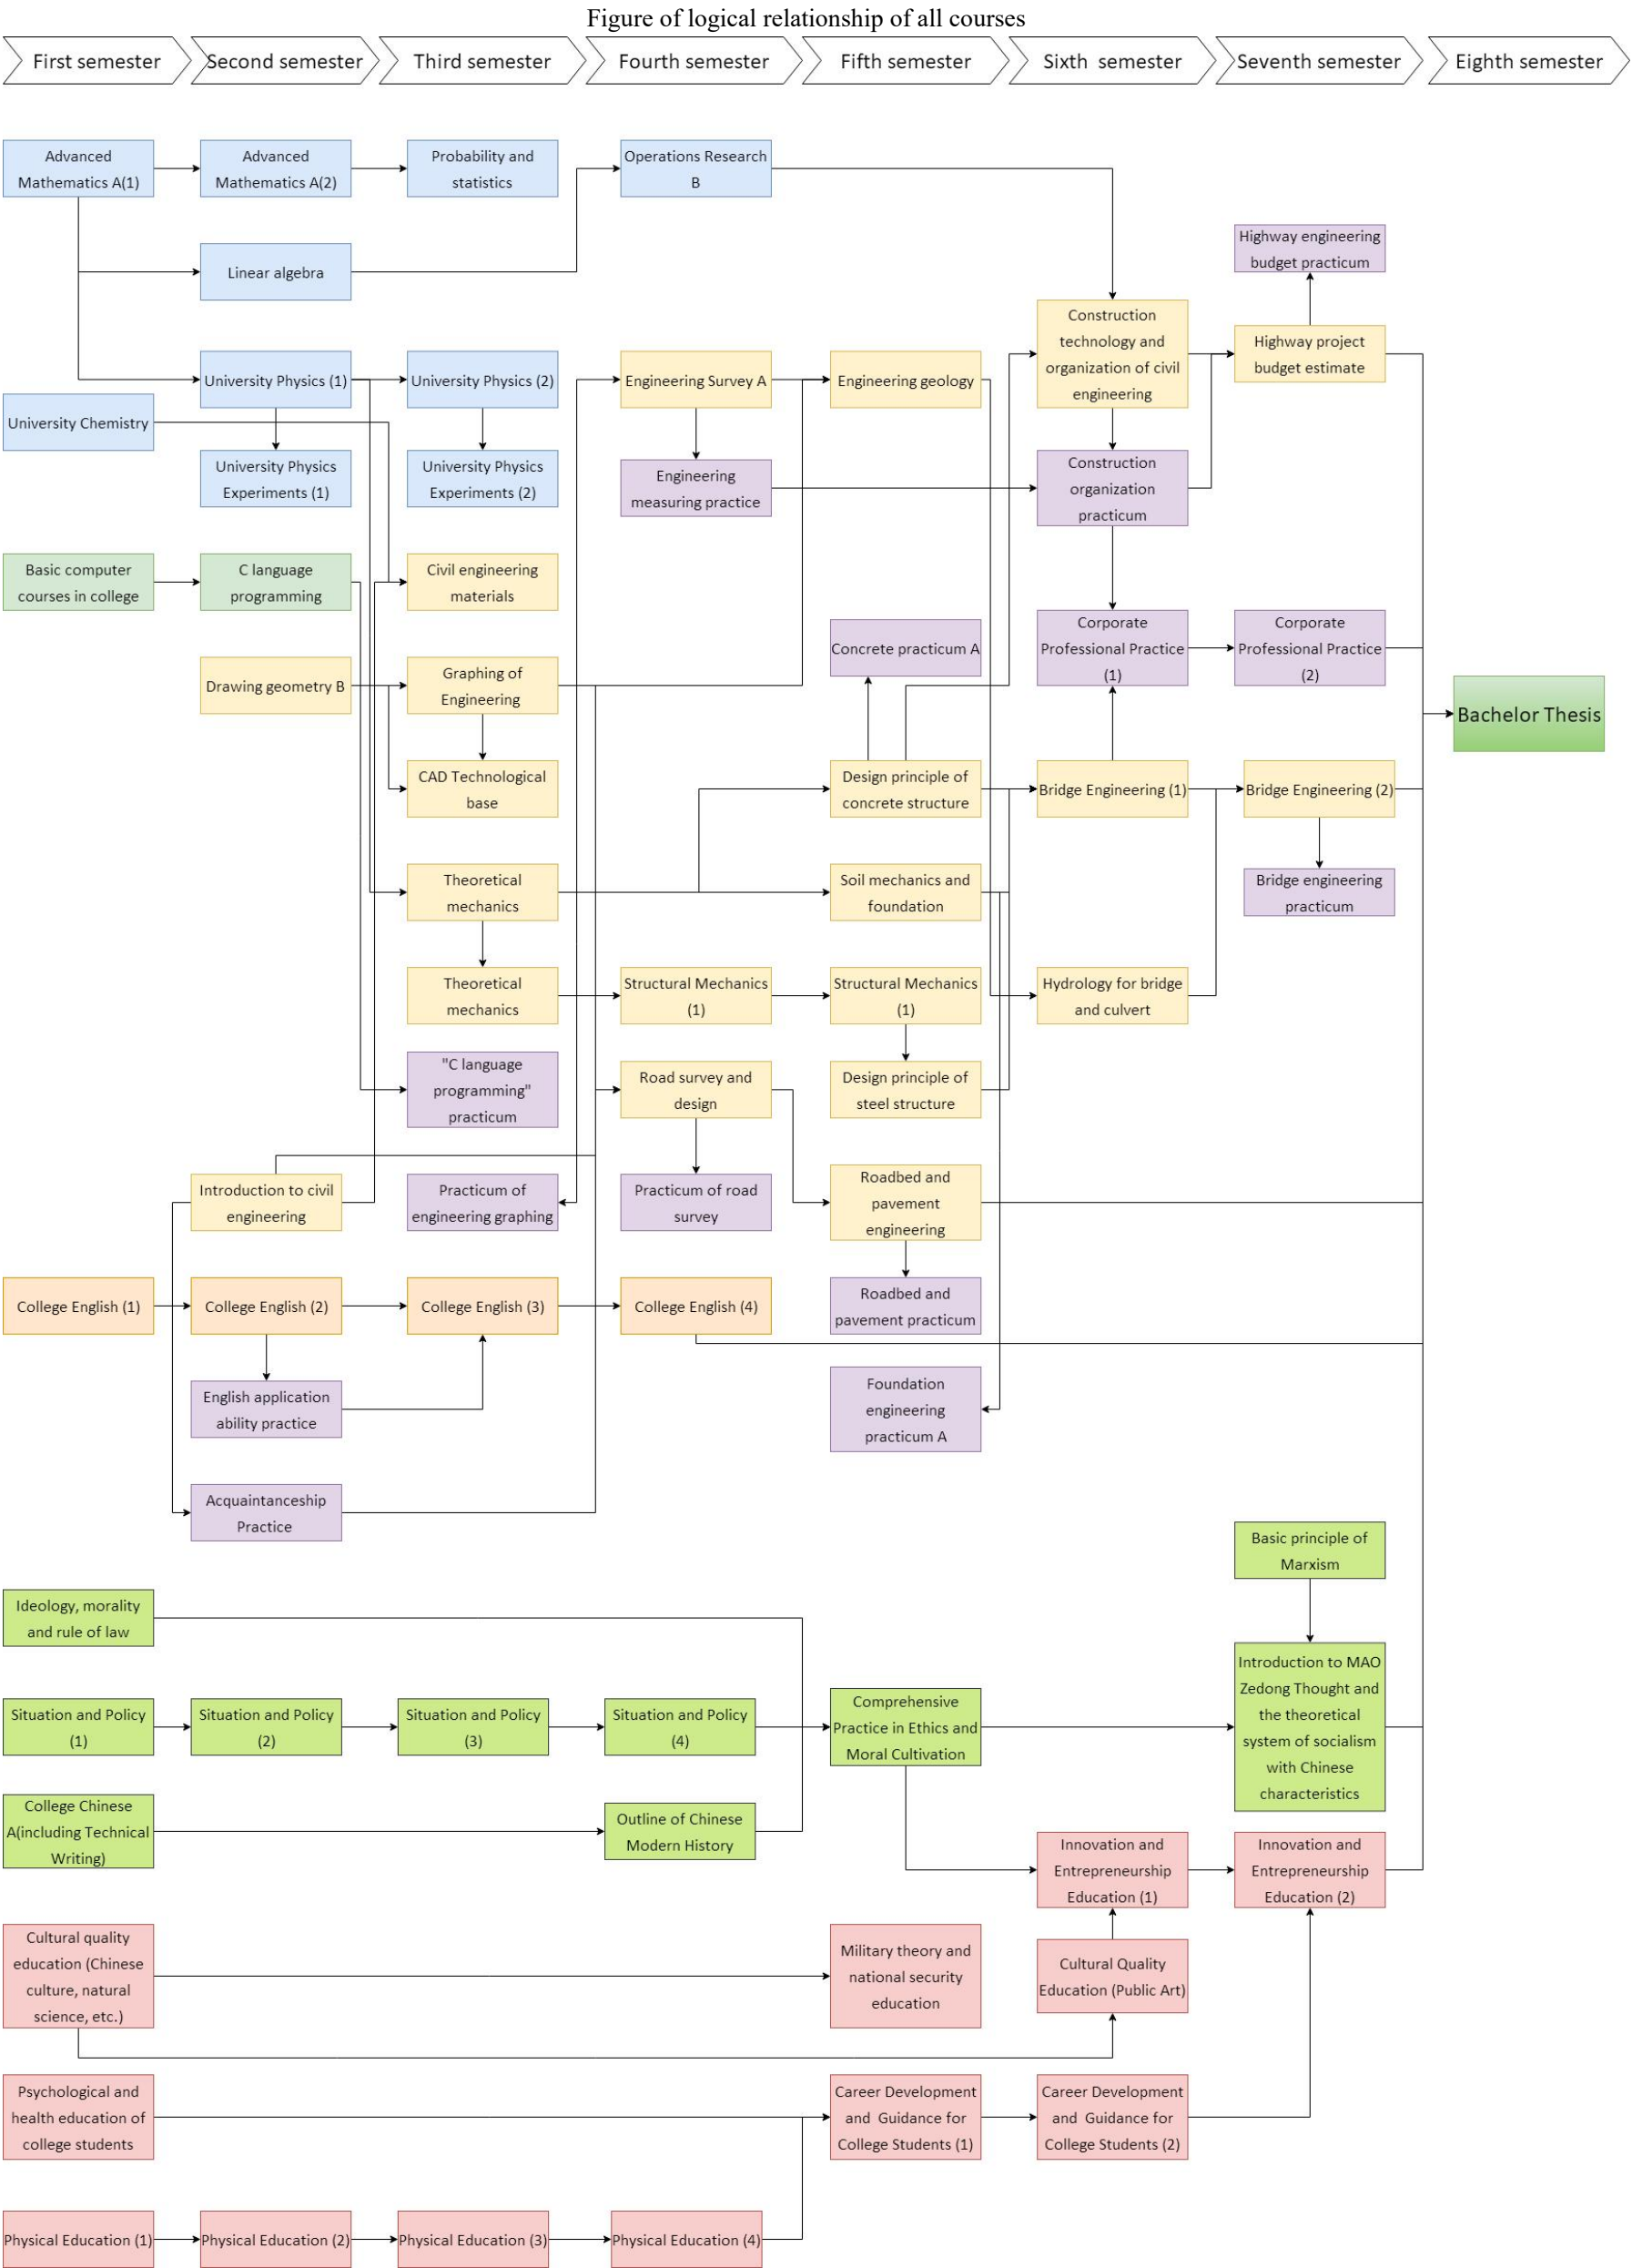 Figure of logical relationship of all courses
First semester
Second semester
Third semester
Fourth semester
Fifth semester
Sixth semester
Seventh semester
Eighth semester
Advanced
Mathematics A(1)
Advanced
Mathematics A(2)
Probability and
statistics
Operations Research
B
Highway engineering
budget practicum
Linear algebra
Construction
technology and
organization of civil
engineering
Highway project
budget estimate
University Physics (1)
University Physics (2)
Engineering Survey A
Engineering geology
University Chemistry
University Physics
Experiments (1)
University Physics
Experiments (2)
Engineering
measuring practice
Construction
organization
practicum
Basic computer
courses in college
C language
programming
Civil engineering
materials
Concrete practicum A
Corporate
Professional Practice
(1)
Corporate
Professional Practice
(2)
Drawing geometry B
Graphing of
Engineering
Bachelor Thesis
CAD Technological
base
Design principle of
concrete structure
Bridge Engineering (1)
Bridge Engineering (2)
Theoretical
mechanics
Soil mechanics and
foundation
Bridge engineering
practicum
Theoretical
mechanics
Structural Mechanics
(1)
Structural Mechanics
(1)
Hydrology for bridge
and culvert
"C language
programming"
practicum
Road survey and
design
Design principle of
steel structure
Introduction to civil
engineering
Practicum of
engineering graphing
Practicum of road
survey
Roadbed and
pavement
engineering
College English (1)
College English (2)
College English (3)
College English (4)
Roadbed and
pavement practicum
English application
ability practice
Foundation
engineering
practicum A
Acquaintanceship
Practice
Basic principle of
Marxism
Ideology, morality
and rule of law
Situation and Policy
(1)
Situation and Policy
(2)
Situation and Policy
(3)
Situation and Policy
(4)
Comprehensive
Practice in Ethics and
Moral Cultivation
Introduction to MAO
Zedong Thought and
the theoretical
system of socialism
with Chinese
characteristics
College Chinese
A(including Technical
Writing)
Outline of Chinese
Modern History
Innovation and
Entrepreneurship
Education (1)
Innovation and
Entrepreneurship
Education (2)
Cultural quality
education (Chinese
culture, natural
science, etc.)
Military theory and
national security
education
Cultural Quality
Education (Public Art)
Psychological and
health education of
college students
Career Development
and Guidance for
College Students (1)
Career Development
and Guidance for
College Students (2)
Physical Education (1)
Physical Education (2)
Physical Education (3)
Physical Education (4)